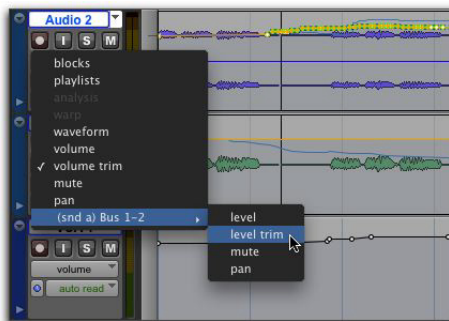 Audio 2
I S M
blocks
playlists
analysis
warp
waveform
volume
✓ volume trim
mute
pan
(snd a) Bus 1-2
level
level trim
mute
pan
I S M
volume
auto read